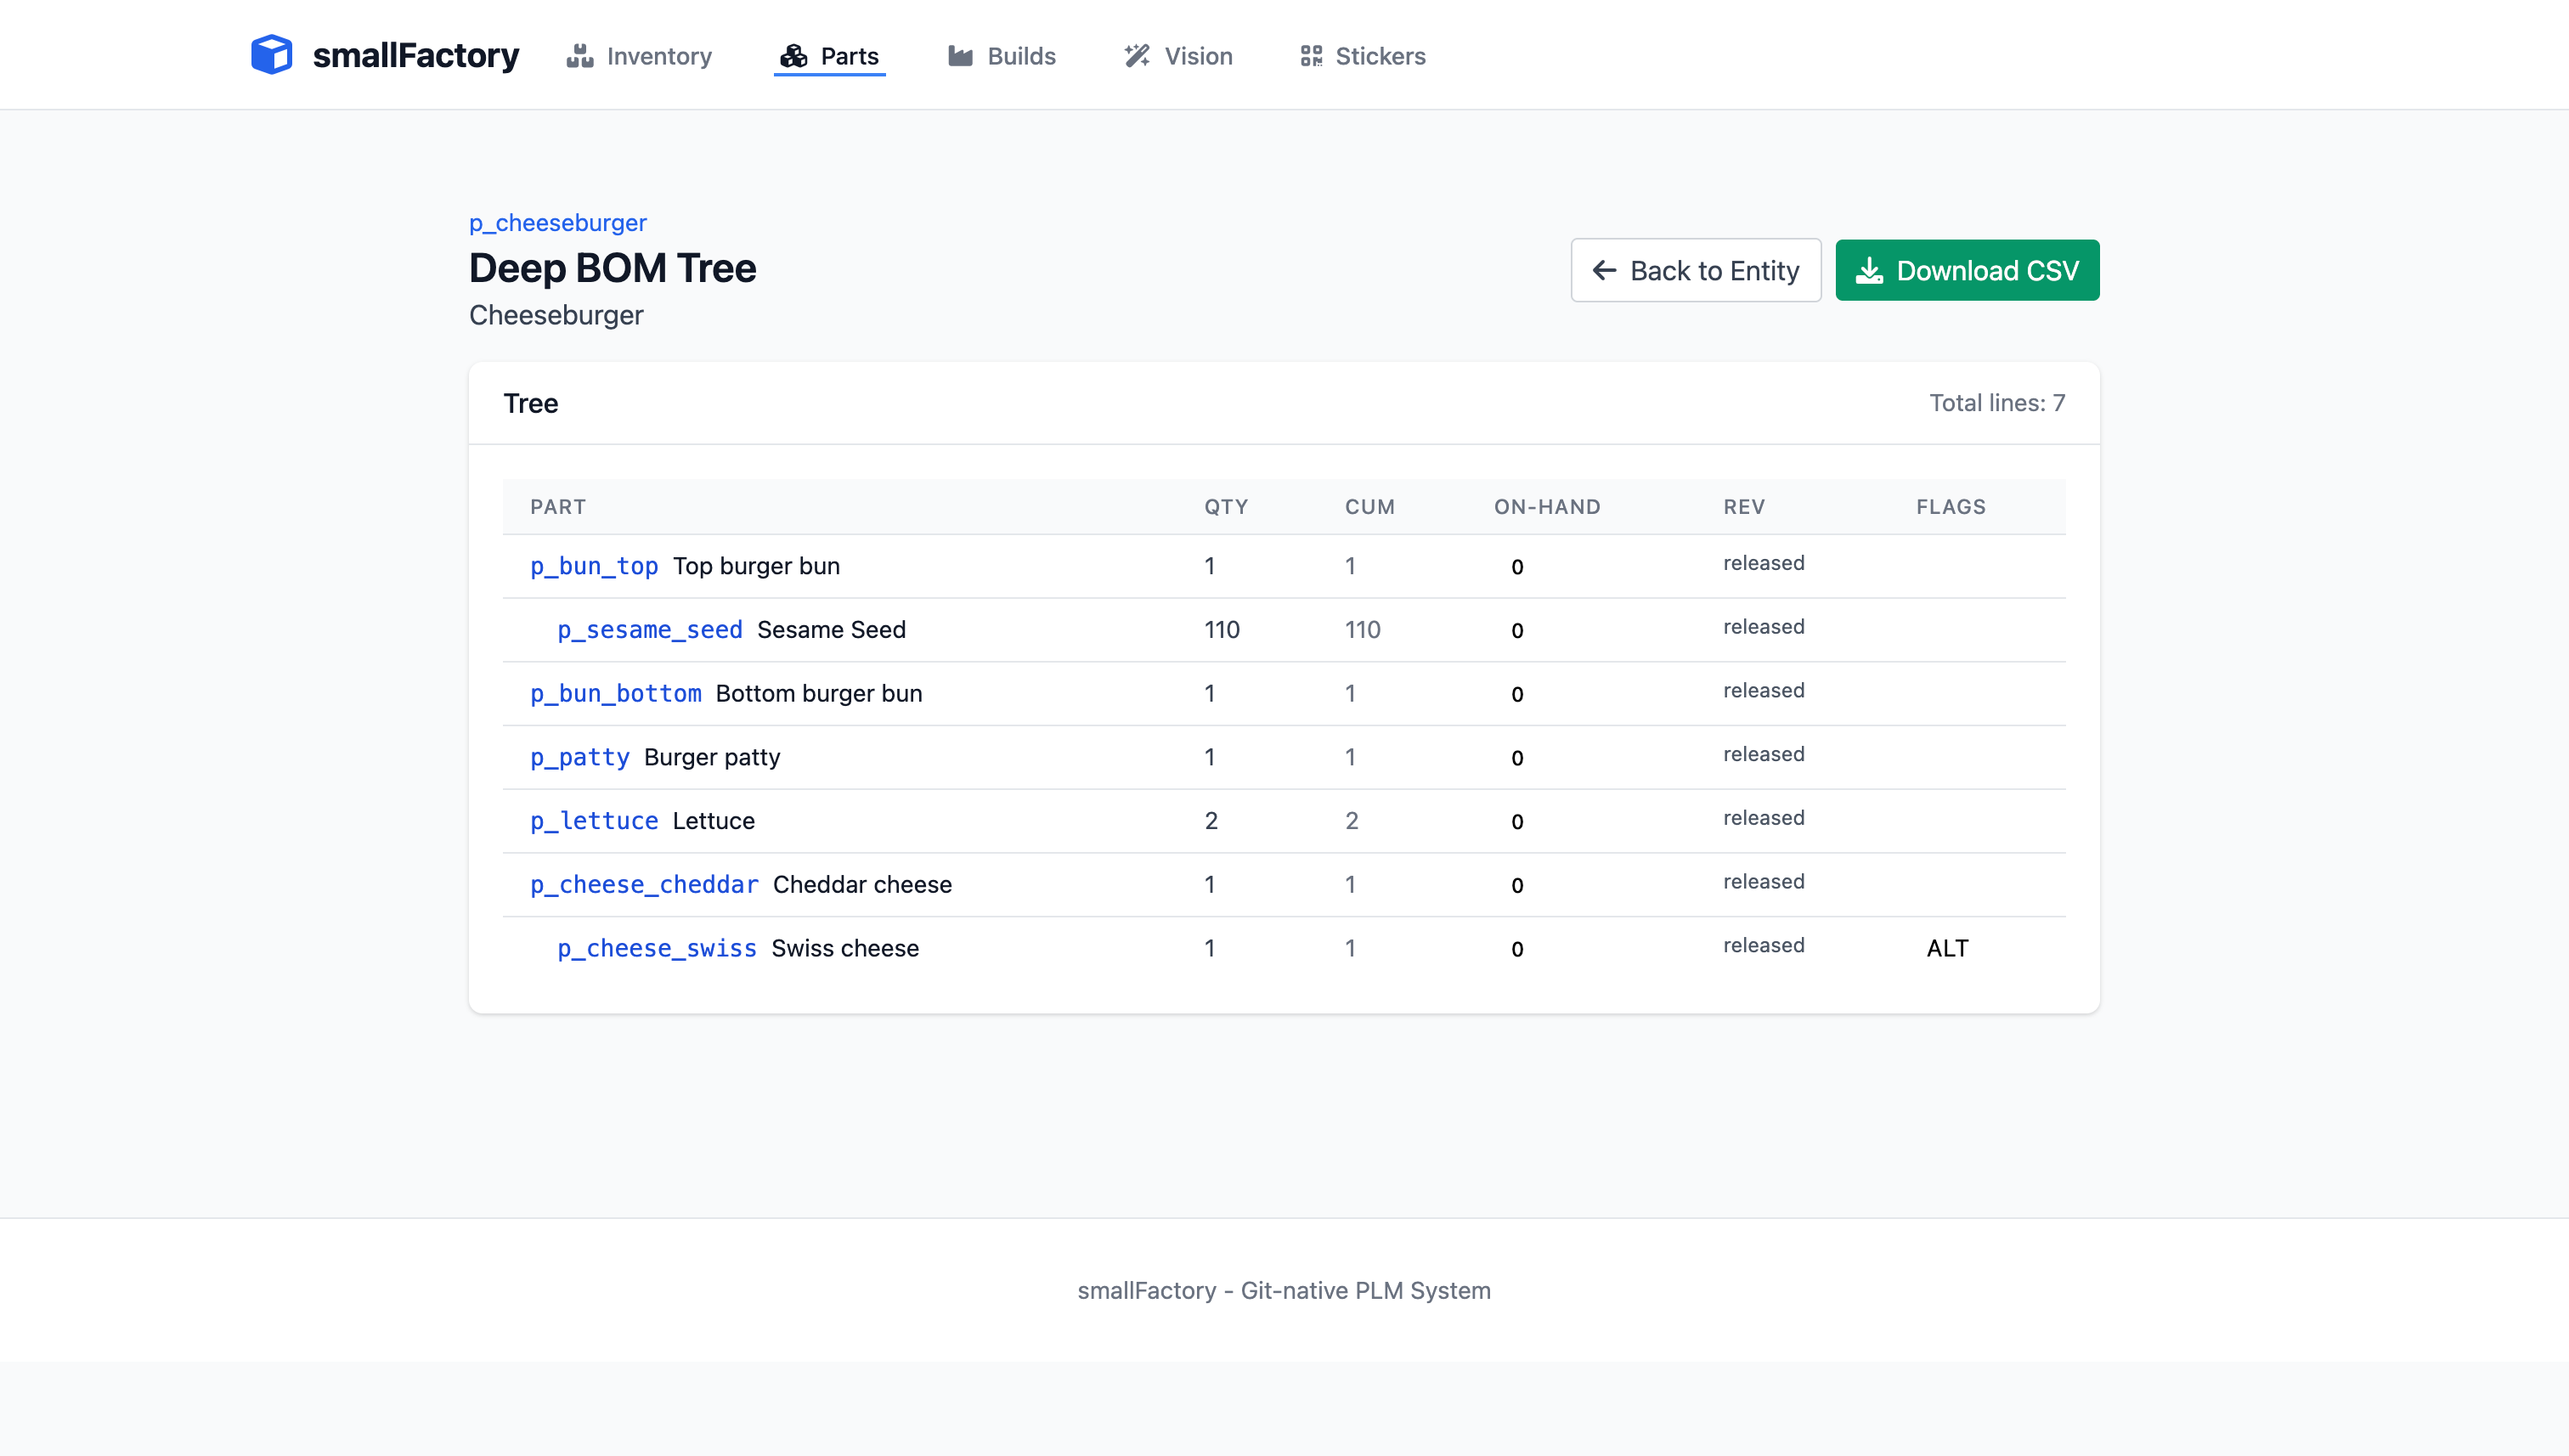 smallFactory Inventory Parts Builds Vision Stickers
p_cheeseburger
Deep BOM Tree
Cheeseburger
Back to Entity Download CSV
Tree Total lines: 7
PART QTY CUM ON-HAND REV FLAGS
p_bun_top Top burger bun 1 1 0 released
p_sesame_seed Sesame Seed 110 110 0 released
p_bun_bottom Bottom burger bun 1 1 0 released
p_patty Burger patty 1 1 0 released
p_lettuce Lettuce 2 2 0 released
p_cheese_cheddar Cheddar cheese 1 1 0 released
p_cheese_swiss Swiss cheese 1 1 0 released ALT
smallFactory - Git-native PLM System